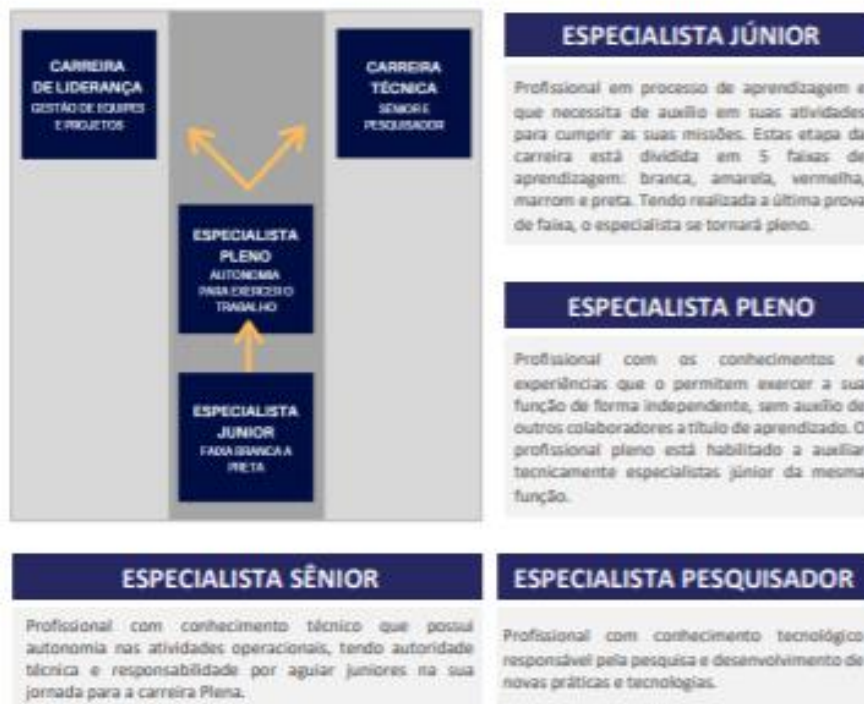 CARREIRA
DE LIDERANÇA
GESTÃO DE EQUIPES
E PROJETOS
CARREIRA
TÉCNICA
SÊNIOR E
PESQUISADOR
ESPECIALISTA
PLENO
AUTONOMIA
PARA EXERCER O
TRABALHO
ESPECIALISTA
JUNIOR
FAIXA BRANCA A
PRETA
ESPECIALISTA JÚNIOR
Profissional em processo de aprendizagem e
que necessita de auxílio em suas atividades
para cumprir as suas missões. Estas etapa da
carreira está dividida em 5 faixas de
aprendizagem: branca, amarela, vermelha,
marrom e preta. Tendo realizada a última prova
de faixa, o especialista se tornará pleno.
ESPECIALISTA PLENO
Profissional com os conhecimentos e
experiências que o permitem exercer a sua
função de forma independente, sem auxílio de
outros colaboradores a título de aprendizado. O
profissional pleno está habilitado a auxiliar
tecnicamente especialistas júnior da mesma
função.
ESPECIALISTA SÊNIOR
Profissional com conhecimento técnico que possui
autonomia nas atividades operacionais, tendo autoridade
técnica e responsabilidade por aguiar juniores na sua
jornada para a carreira Plena.
ESPECIALISTA PESQUISADOR
Profissional com conhecimento tecnológico
responsável pela pesquisa e desenvolvimento de
novas práticas e tecnologias.